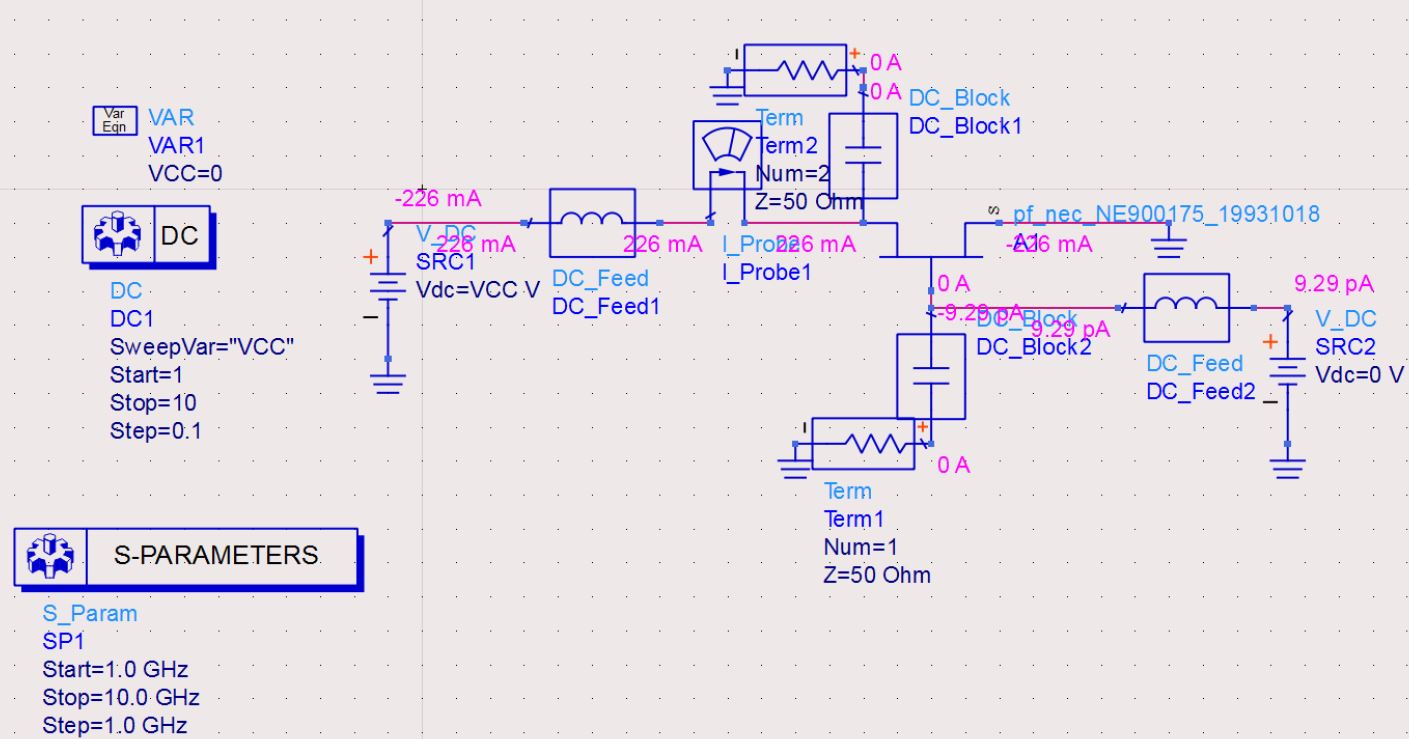 Var
Eqn
VAR
VAR1
VCC=0
DC
DC
DC1
SweepVar="VCC"
Start=1
Stop=10
Step=0.1
S-PARAMETERS
S_Param
SP1
Start=1.0 GHz
Stop=10.0 GHz
Step=1.0 GHz
-226 mA
V_DC
SRC1
Vdc=VCC V
226 mA
+
−
DC_Feed
DC_Feed1
226 mA
I_Probe
I_Probe1
226 mA
+
0 A
0 A
Term
Term2
Num=2
Z=50 Ohm
DC_Block
DC_Block1
s
pf_nec_NE900175_19931018
A1
-226 mA
0 A
-9.29 pA
DC_Block
DC_Block2
9.29 pA
DC_Feed
DC_Feed2
9.29 pA
V_DC
SRC2
Vdc=0 V
+
−
+
0 A
Term
Term1
Num=1
Z=50 Ohm